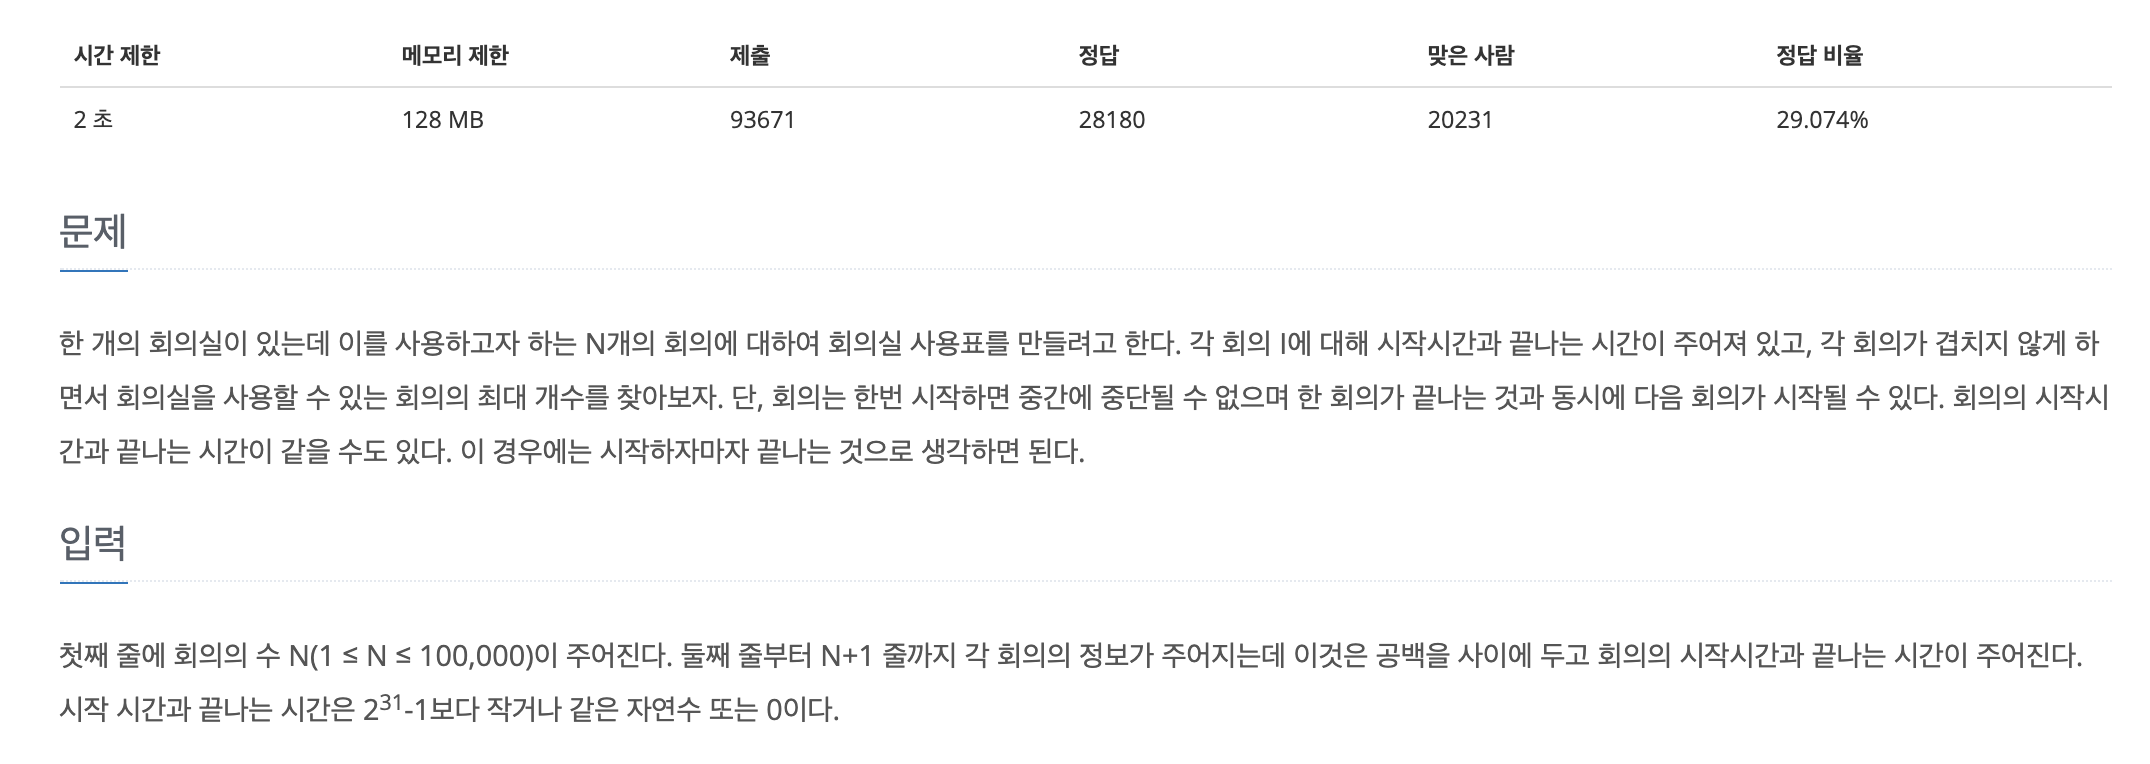 시간 제한 메모리 제한 제출 정답 맞은 사람 정답 비율
2 초 128 MB 93671 28180 20231 29.074%
문제
한 개의 회의실이 있는데 이를 사용하고자 하는 N개의 회의에 대하여 회의실 사용표를 만들려고 한다. 각 회의 I에 대해 시작시간과 끝나는 시간이 주어져 있고, 각 회의가 겹치지 않게 하
면서 회의실을 사용할 수 있는 회의의 최대 개수를 찾아보자. 단, 회의는 한번 시작하면 중간에 중단될 수 없으며 한 회의가 끝나는 것과 동시에 다음 회의가 시작될 수 있다. 회의의 시작시
간과 끝나는 시간이 같을 수도 있다. 이 경우에는 시작하자마자 끝나는 것으로 생각하면 된다.
입력
첫째 줄에 회의의 수 N(1 ≤ N ≤ 100,000)이 주어진다. 둘째 줄부터 N+1 줄까지 각 회의의 정보가 주어지는데 이것은 공백을 사이에 두고 회의의 시작시간과 끝나는 시간이 주어진다.
시작 시간과 끝나는 시간은 2³¹-1보다 작거나 같은 자연수 또는 0이다.